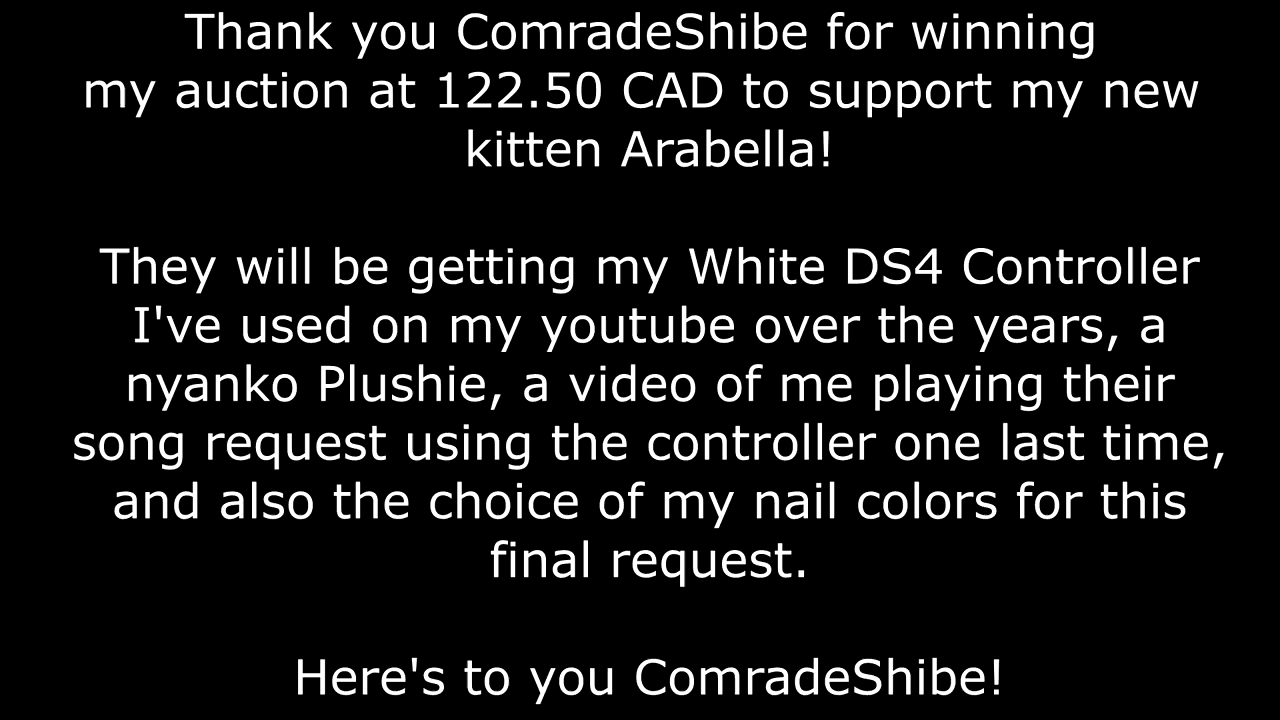 Thank you ComradeShibe for winning
my auction at 122.50 CAD to support my new
kitten Arabella!
They will be getting my White DS4 Controller
I've used on my youtube over the years, a
nyanko Plushie, a video of me playing their
song request using the controller one last time,
and also the choice of my nail colors for this
final request.
Here's to you ComradeShibe!